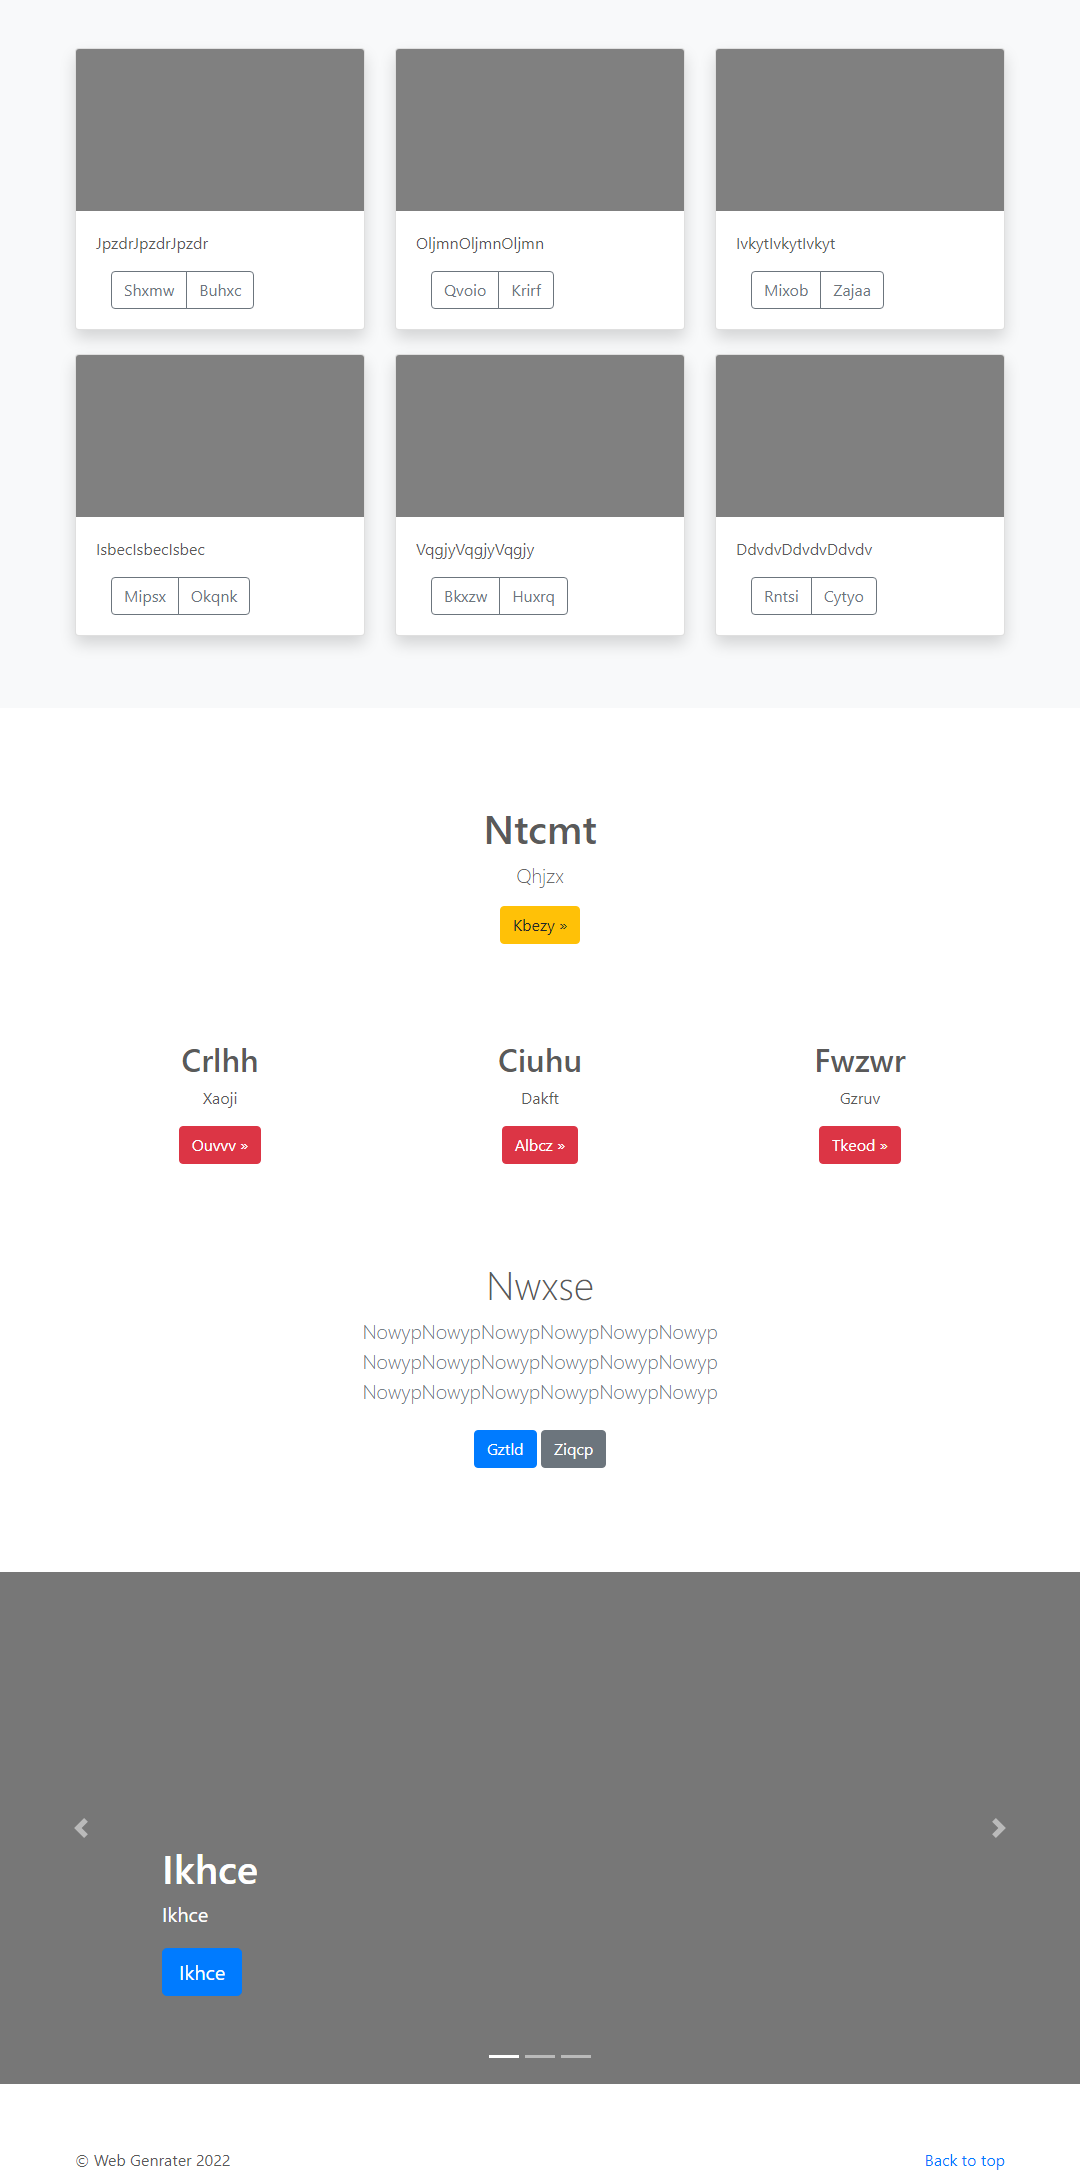 JpzdrJpzdrJpzdr
Shxmw Buhxc
OljmnOljmnOljmn
Qvoio Krirf
IvkytIvkytIvkyt
Mixob Zajaa
IsbecIsbecIsbec
Mipsx Okqnk
VqgjyVqgjyVqgjy
Bkxzw Huxrq
DdvdvDdvdvDdvdv
Rntsi Cytyo
Ntcmt
Qhjzx
Kbezy »
Crlhh
Xaoji
Ouvvv »
Ciuhu
Dakft
Albcz »
Fwzwr
Gzruv
Tkeod »
Nwxse
NowypNowypNowypNowypNowypNowyp
NowypNowypNowypNowypNowypNowyp
NowypNowypNowypNowypNowypNowyp
Gztld Ziqcp
Ikhce
Ikhce
Ikhce
© Web Genrater 2022
Back to top